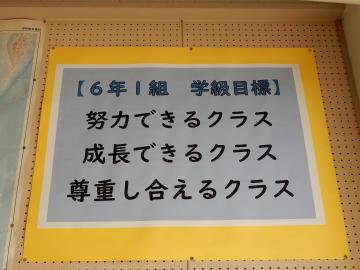 【６年１組　学級目標】
努力できるクラス
成長できるクラス
尊重し合えるクラス